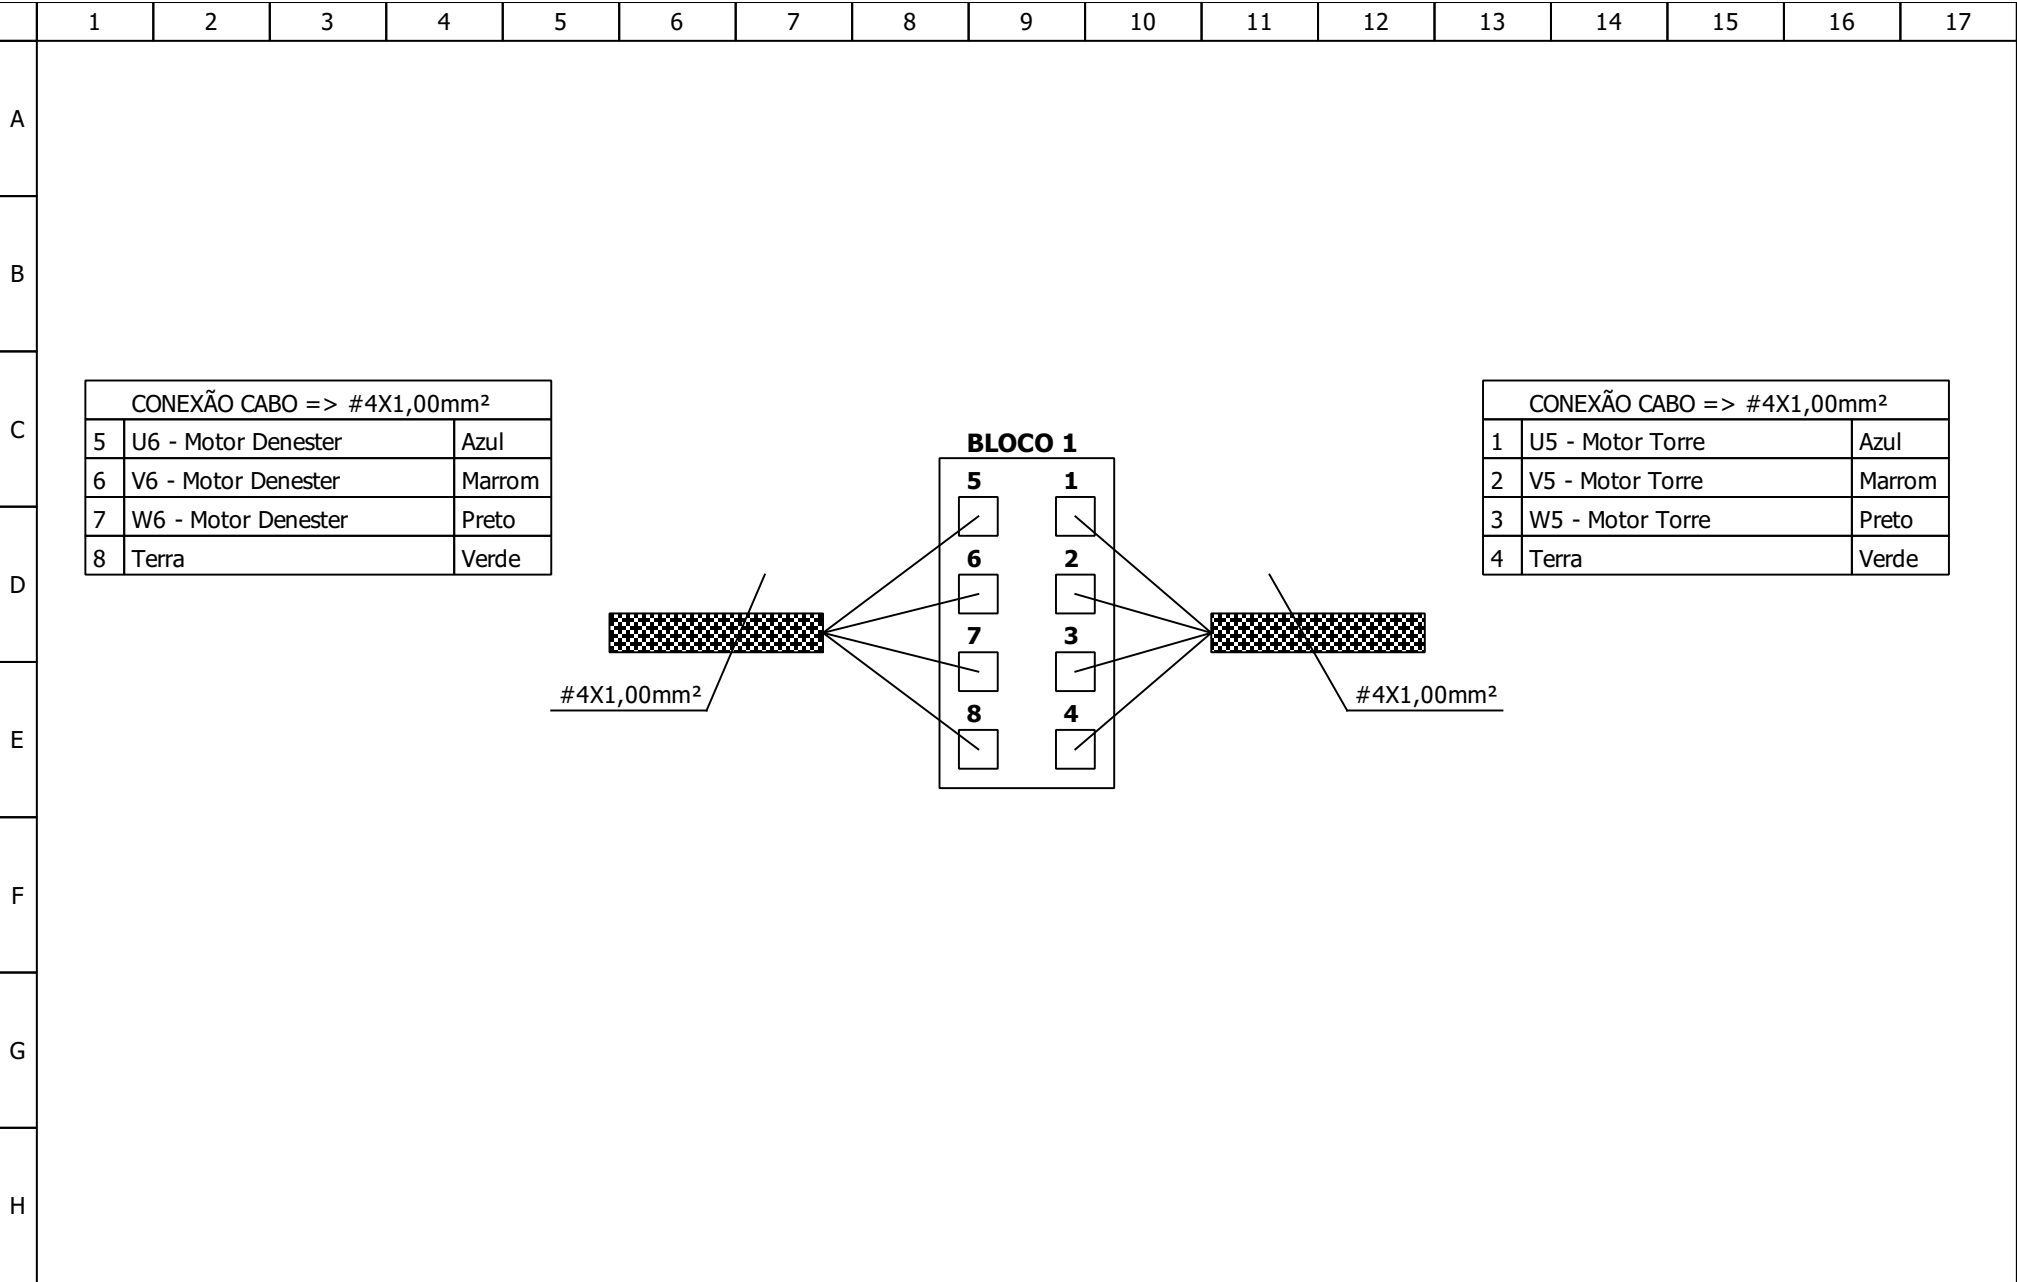 1 2 3 4 5 6 7 8 9 10 11 12 13 14 15 16 17
A
B
C
D
E
F
G
H
CONEXÃO CABO => #4X1,00mm²
5 U6 - Motor Denester Azul
6 V6 - Motor Denester Marrom
7 W6 - Motor Denester Preto
8 Terra Verde
#4X1,00mm²
BLOCO 1
5 1
6 2
7 3
8 4
#4X1,00mm²
CONEXÃO CABO => #4X1,00mm²
1 U5 - Motor Torre Azul
2 V5 - Motor Torre Marrom
3 W5 - Motor Torre Preto
4 Terra Verde